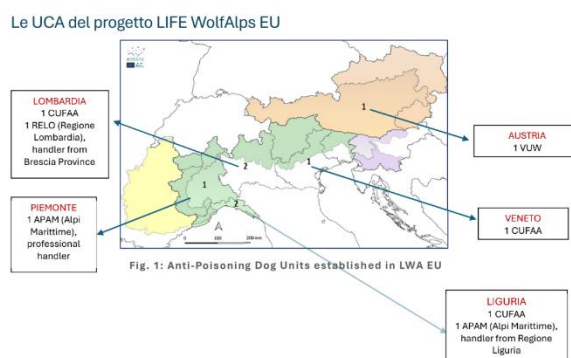 Le UCA del progetto LIFE WolfAlps EU
LOMBARDIA
1 CUFAA
1 RELO (Regione
Lombardia),
handler from
Brescia Province
PIEMONTE
1 APAM (Alpi
Marittime),
professional
handler
1
2
1
1
2
0 100 200 km
AUSTRIA
1 VUW
VENETO
1 CUFAA
Fig. 1: Anti-Poisoning Dog Units established in LWA EU
LIGURIA
1 CUFAA
1 APAM (Alpi Marittime),
handler from Regione
Liguria